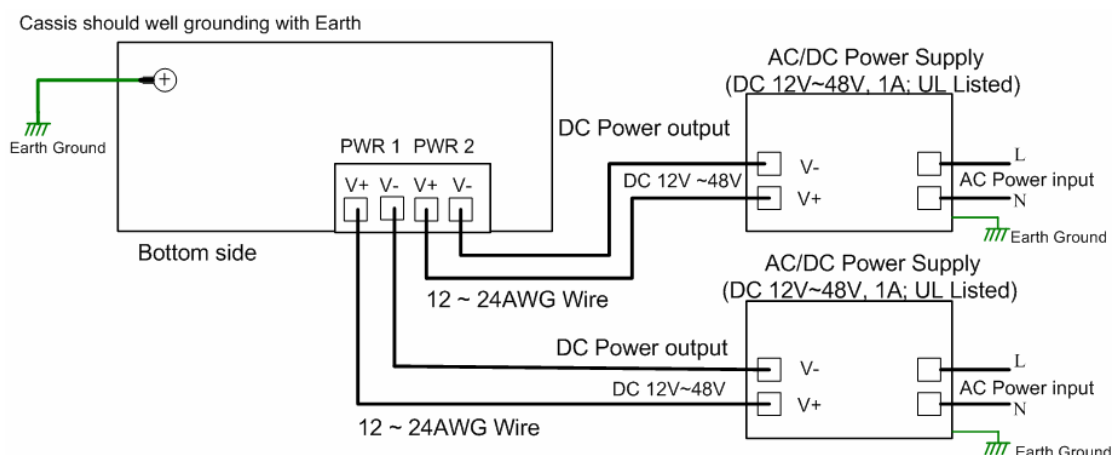 Cassis should well grounding with Earth
Earth Ground
PWR 1 PWR 2
V+ V- V+ V-
Bottom side
12 ~ 24AWG Wire
12 ~ 24AWG Wire
AC/DC Power Supply
(DC 12V~48V, 1A; UL Listed)
DC Power output
DC 12V ~48V
V-
V+
L
AC Power input
N
Earth Ground
AC/DC Power Supply
(DC 12V~48V, 1A; UL Listed)
DC Power output
DC 12V~48V
V-
V+
L
AC Power input
N
Earth Ground